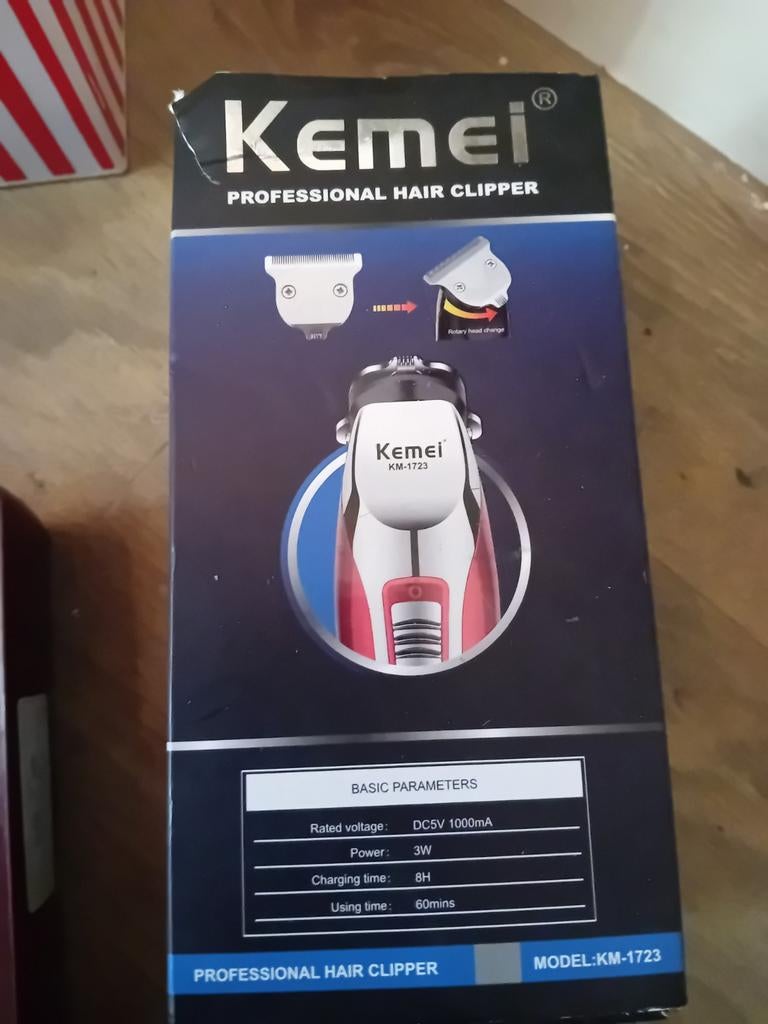 Kemei®
PROFESSIONAL HAIR CLIPPER
Rotary head change
Kemei
KM-1723
BASIC PARAMETERS
Rated voltage: DC5V 1000mA
Power: 3W
Charging time: 8H
Using time: 60mins
PROFESSIONAL HAIR CLIPPER
MODEL:KM-1723